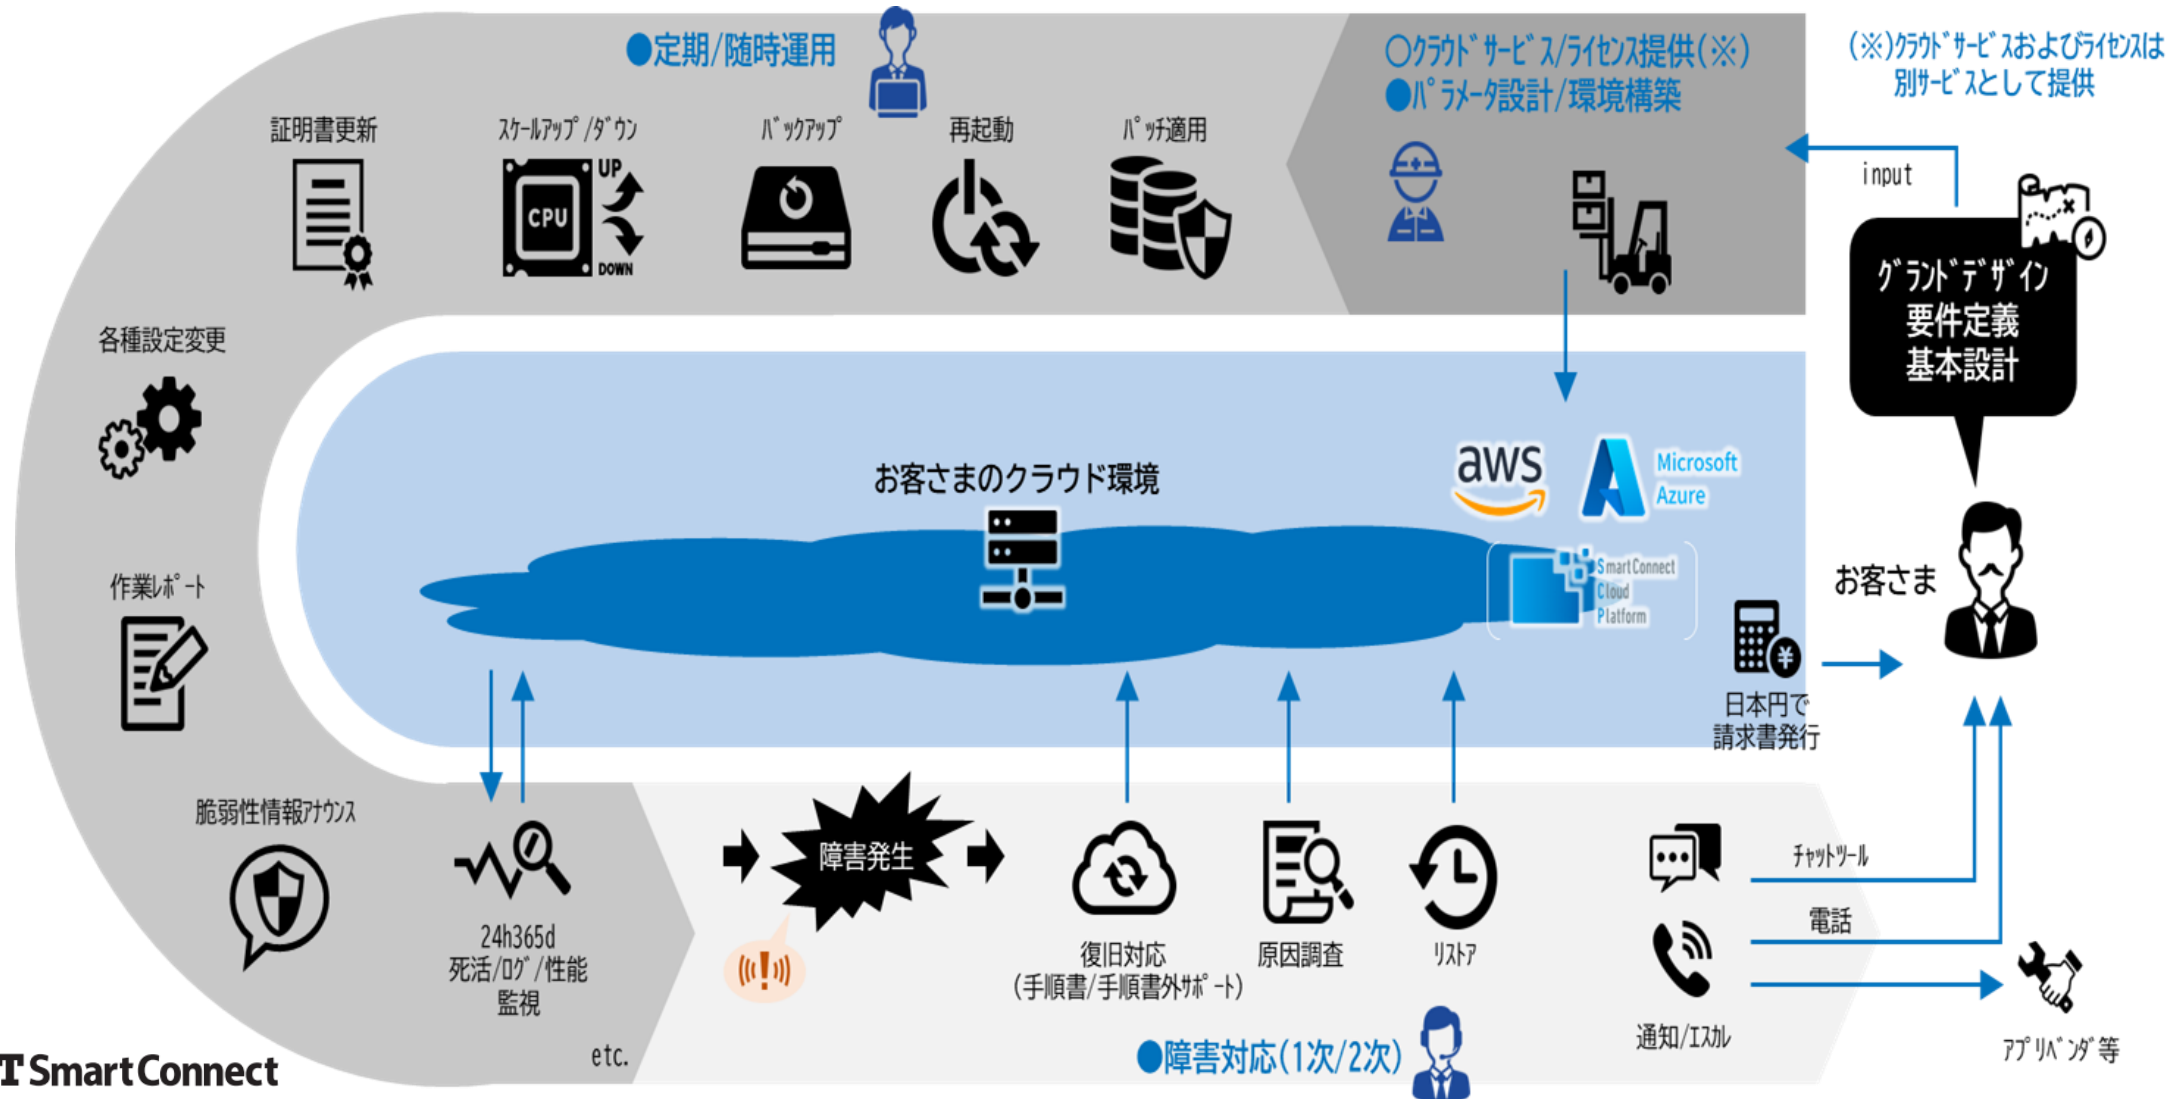 ●定期/随時運用
証明書更新
ｽｹｰﾙｱｯﾌﾟ/ﾀﾞｳﾝ
UP
CPU
DOWN
ﾊﾞｯｸｱｯﾌﾟ
再起動
ﾊﾟｯﾁ適用
○ｸﾗｳﾄﾞｻｰﾋﾞｽ/ﾗｲｾﾝｽ提供(※)
●ﾊﾟﾗﾒｰﾀ設計/環境構築
(※)ｸﾗｳﾄﾞｻｰﾋﾞｽおよびﾗｲｾﾝｽは
別ｻｰﾋﾞｽとして提供
input
ｸﾞﾗﾝﾄﾞﾃﾞｻﾞｲﾝ
要件定義
基本設計
各種設定変更
お客さまのクラウド環境
aws
Microsoft
Azure
SmartConnect
Cloud
Platform
お客さま
作業ﾚﾎﾟｰﾄ
¥
日本円で
請求書発行
脆弱性情報ｱﾅｳﾝｽ
24h365d
死活/ﾛｸﾞ/性能
監視
etc.
障害発生
!
復旧対応
(手順書/手順書外ｻﾎﾟｰﾄ)
原因調査
ﾘｽﾄｱ
●障害対応(1次/2次)
ﾁｬｯﾄﾂｰﾙ
電話
通知/ｴｽｶﾚ
ｱﾌﾟﾘﾍﾞﾝﾀﾞ等
T SmartConnect